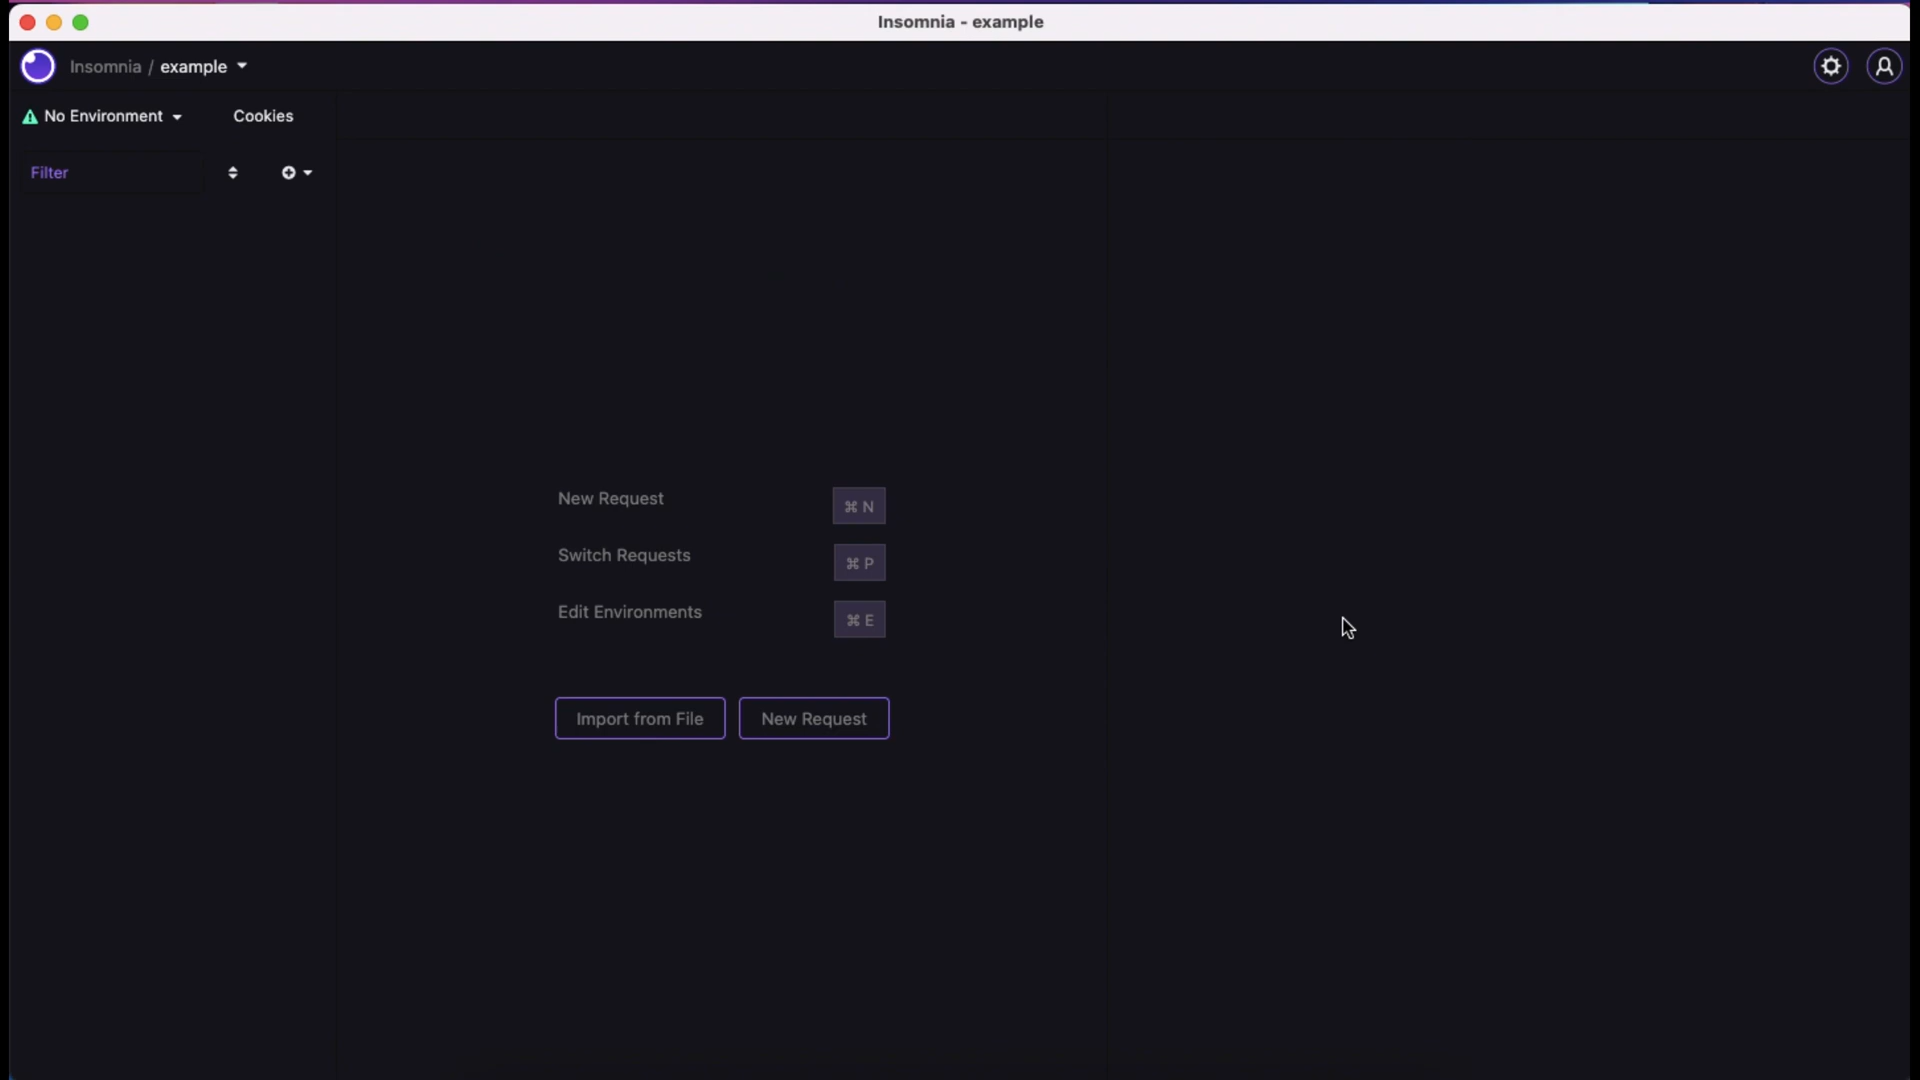 Insomnia - example
Insomnia / example
No Environment Cookies
Filter
New Request ⌘ N
Switch Requests ⌘ P
Edit Environments ⌘ E
Import from File New Request